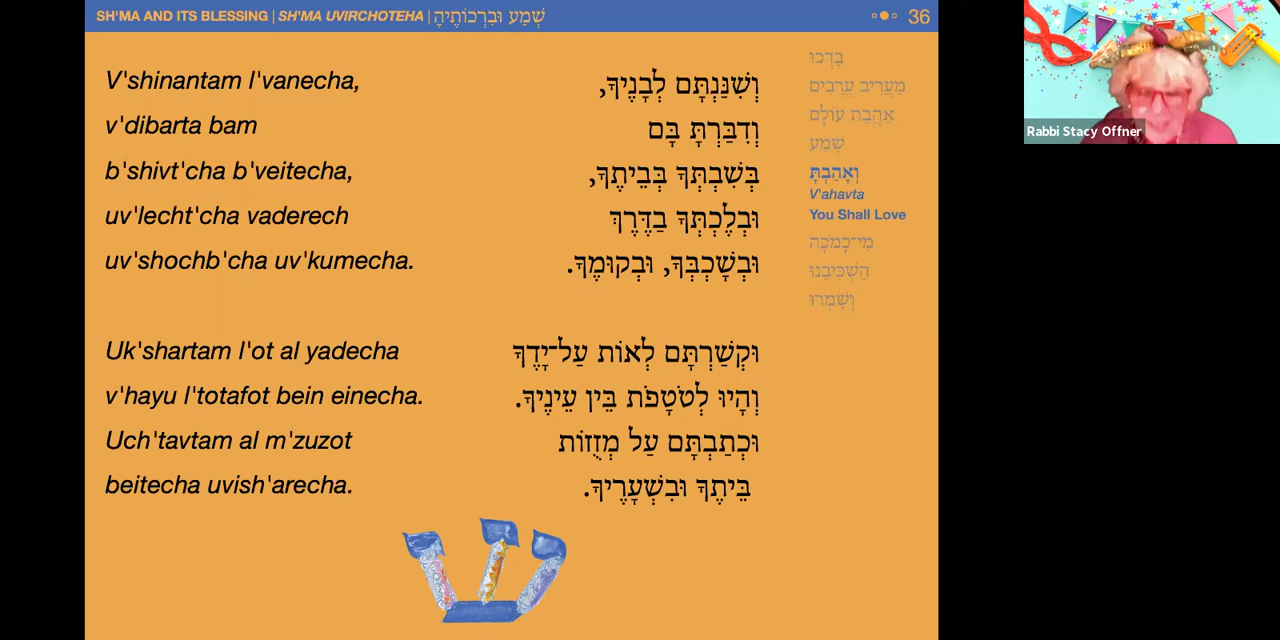 SH'MA AND ITS BLESSING | SH'MA UVIRCHOTEHA | שְׁמַע וּבִרְכוֹתֶיהָ 36
V'shinantam l'vanecha,
v'dibarta bam
b'shivt'cha b'veitecha,
uv'lecht'cha vaderech
uv'shochb'cha uv'kumecha.
Uk'shartam l'ot al yadecha
v'hayu l'totafot bein einecha.
Uch'tavtam al m'zuzot
beitecha uvish'arecha.
וְשִׁנַּנְתָּם לְבָנֶיךָ,
וְדִבַּרְתָּ בָּם
בְּשִׁבְתְּךָ בְּבֵיתֶךָ,
וּבְלֶכְתְּךָ בַדֶּרֶךְ
וּבְשָׁכְבְּךָ, וּבְקוּמֶךָ.
וּקְשַׁרְתָּם לְאוֹת עַל־יָדֶךָ
וְהָיוּ לְטֹטָפֹת בֵּין עֵינֶיךָ.
וּכְתַבְתָּם עַל מְזֻזוֹת
בֵּיתֶךָ וּבִשְׁעָרֶיךָ.
ש
בָּרְכוּ
מַעֲרִיב עֲרָבִים
אַהֲבַת עוֹלָם
שְׁמַע
וְאָהַבְתָּ
V'ahavta
You Shall Love
מִי־כָמֹכָה
הַשְׁכִּיבֵנוּ
וְשָׁמְרוּ
Rabbi Stacy Offner